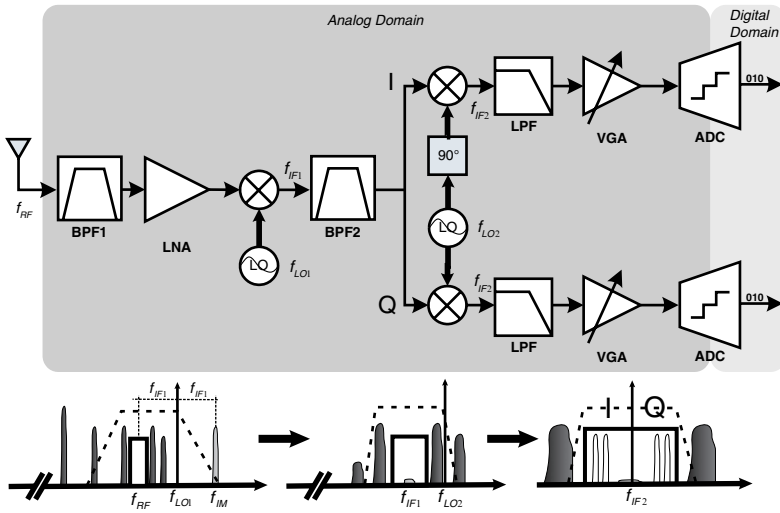 Analog Domain
Digital
Domain
I
f_IF2
LPF
VGA
ADC
010
90°
f_RF
BPF1
LNA
f_IF1
LO
f_LO1
BPF2
LO
f_LO2
Q
f_IF2
LPF
VGA
ADC
010
f_IF1 f_IF1
f_RF f_LO1 f_IM
f_IF1 f_LO2
I Q
f_IF2